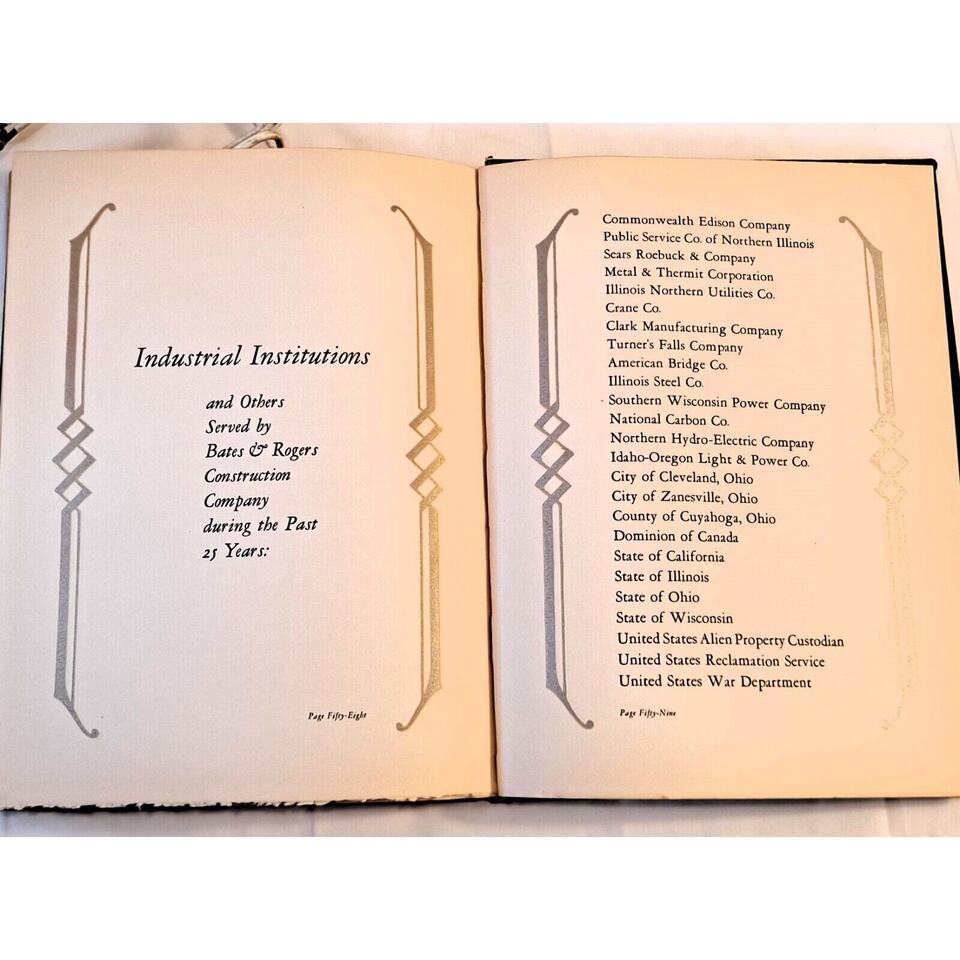 Industrial Institutions
and Others
Served by
Bates & Rogers
Construction
Company
during the Past
25 Years:
Page Fifty-Eight
Commonwealth Edison Company
Public Service Co. of Northern Illinois
Sears Roebuck & Company
Metal & Thermit Corporation
Illinois Northern Utilities Co.
Crane Co.
Clark Manufacturing Company
Turner's Falls Company
American Bridge Co.
Illinois Steel Co.
Southern Wisconsin Power Company
National Carbon Co.
Northern Hydro-Electric Company
Idaho-Oregon Light & Power Co.
City of Cleveland, Ohio
City of Zanesville, Ohio
County of Cuyahoga, Ohio
Dominion of Canada
State of California
State of Illinois
State of Ohio
State of Wisconsin
United States Alien Property Custodian
United States Reclamation Service
United States War Department
Page Fifty-Nine